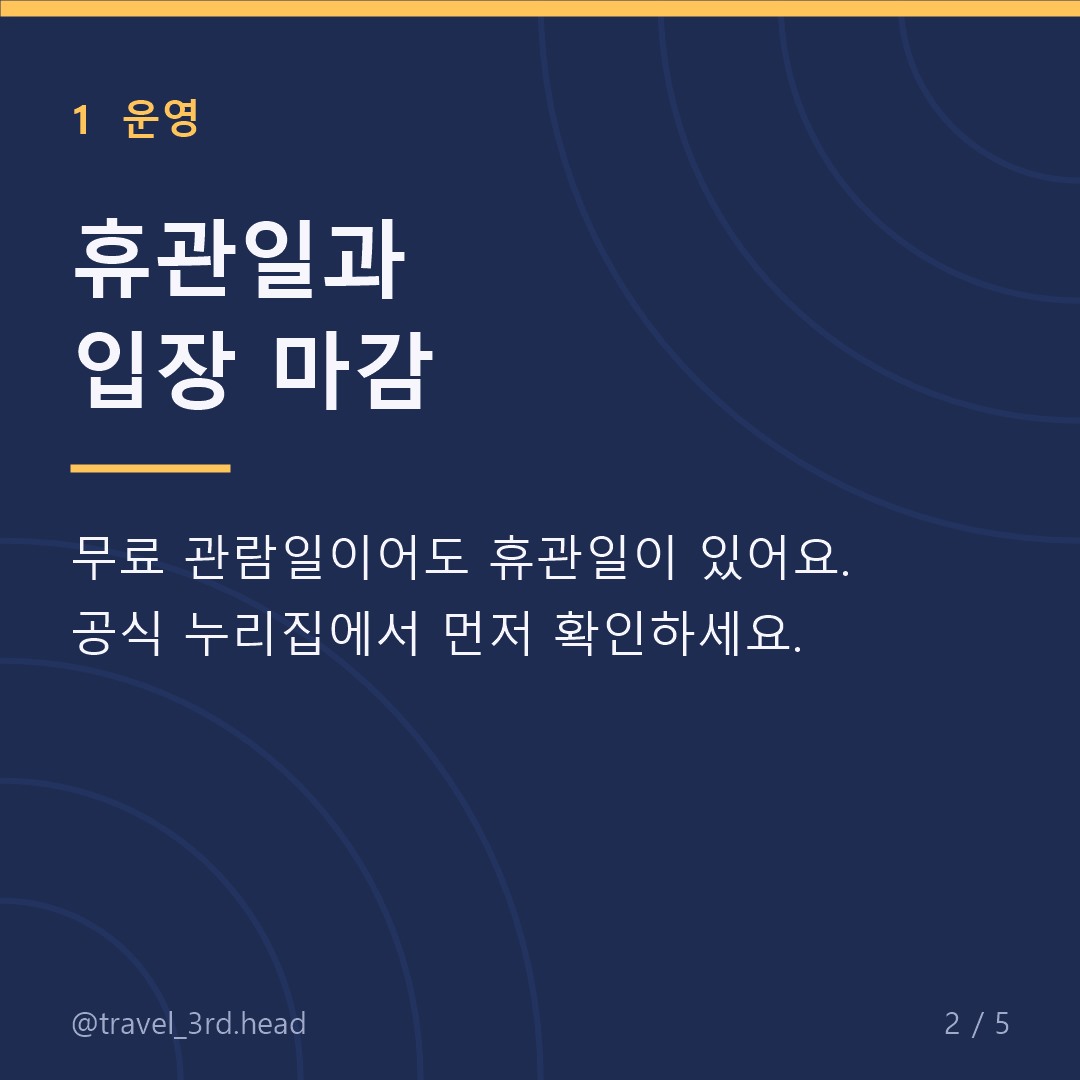 1 운영
휴관일과
입장 마감
무료 관람일이어도 휴관일이 있어요.
공식 누리집에서 먼저 확인하세요.
@travel_3rd.head
2 / 5